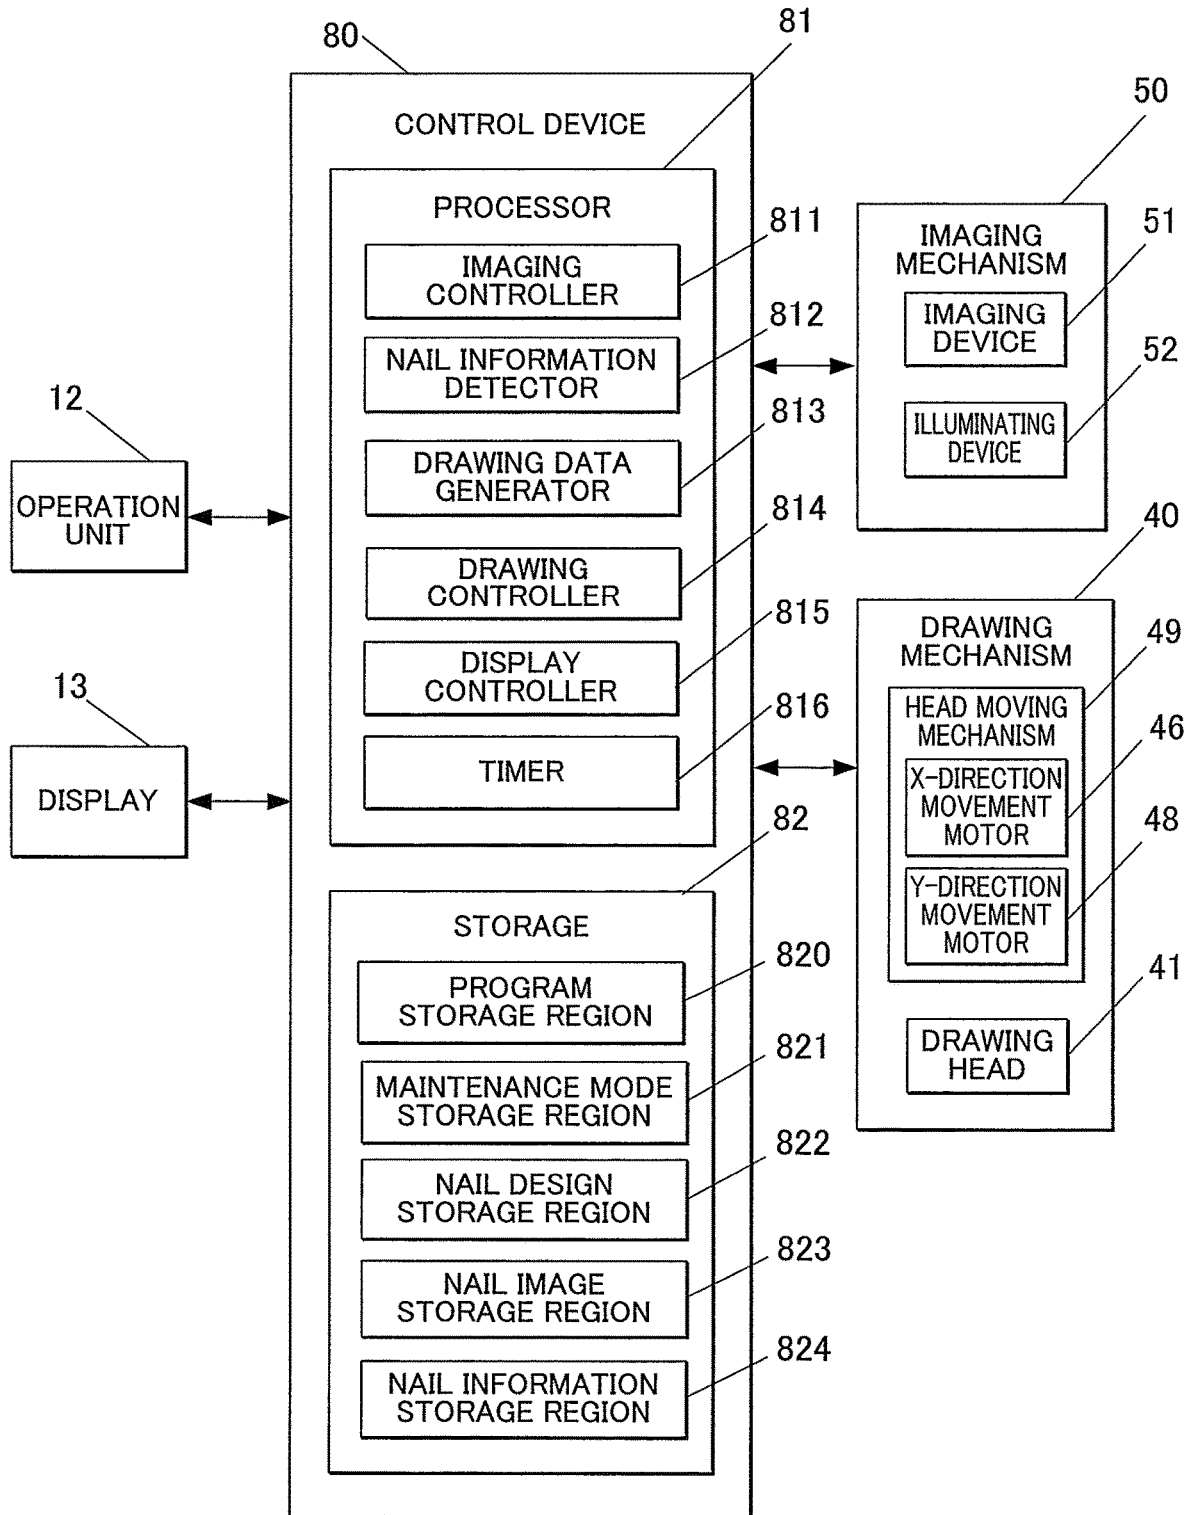 80
81
CONTROL DEVICE
50
PROCESSOR
811
51
IMAGING
CONTROLLER
IMAGING
MECHANISM
812
IMAGING
DEVICE
52
NAIL INFORMATION
DETECTOR
12
813
ILLUMINATING
DEVICE
DRAWING DATA
GENERATOR
OPERATION
UNIT
814
40
DRAWING
CONTROLLER
815
DRAWING
MECHANISM
49
DISPLAY
CONTROLLER
13
816
HEAD MOVING
MECHANISM
46
TIMER
X-DIRECTION
MOVEMENT
MOTOR
DISPLAY
82
48
Y-DIRECTION
MOVEMENT
MOTOR
STORAGE
820
41
PROGRAM
STORAGE REGION
821
DRAWING
HEAD
MAINTENANCE MODE
STORAGE REGION
822
NAIL DESIGN
STORAGE REGION
823
NAIL IMAGE
STORAGE REGION
824
NAIL INFORMATION
STORAGE REGION